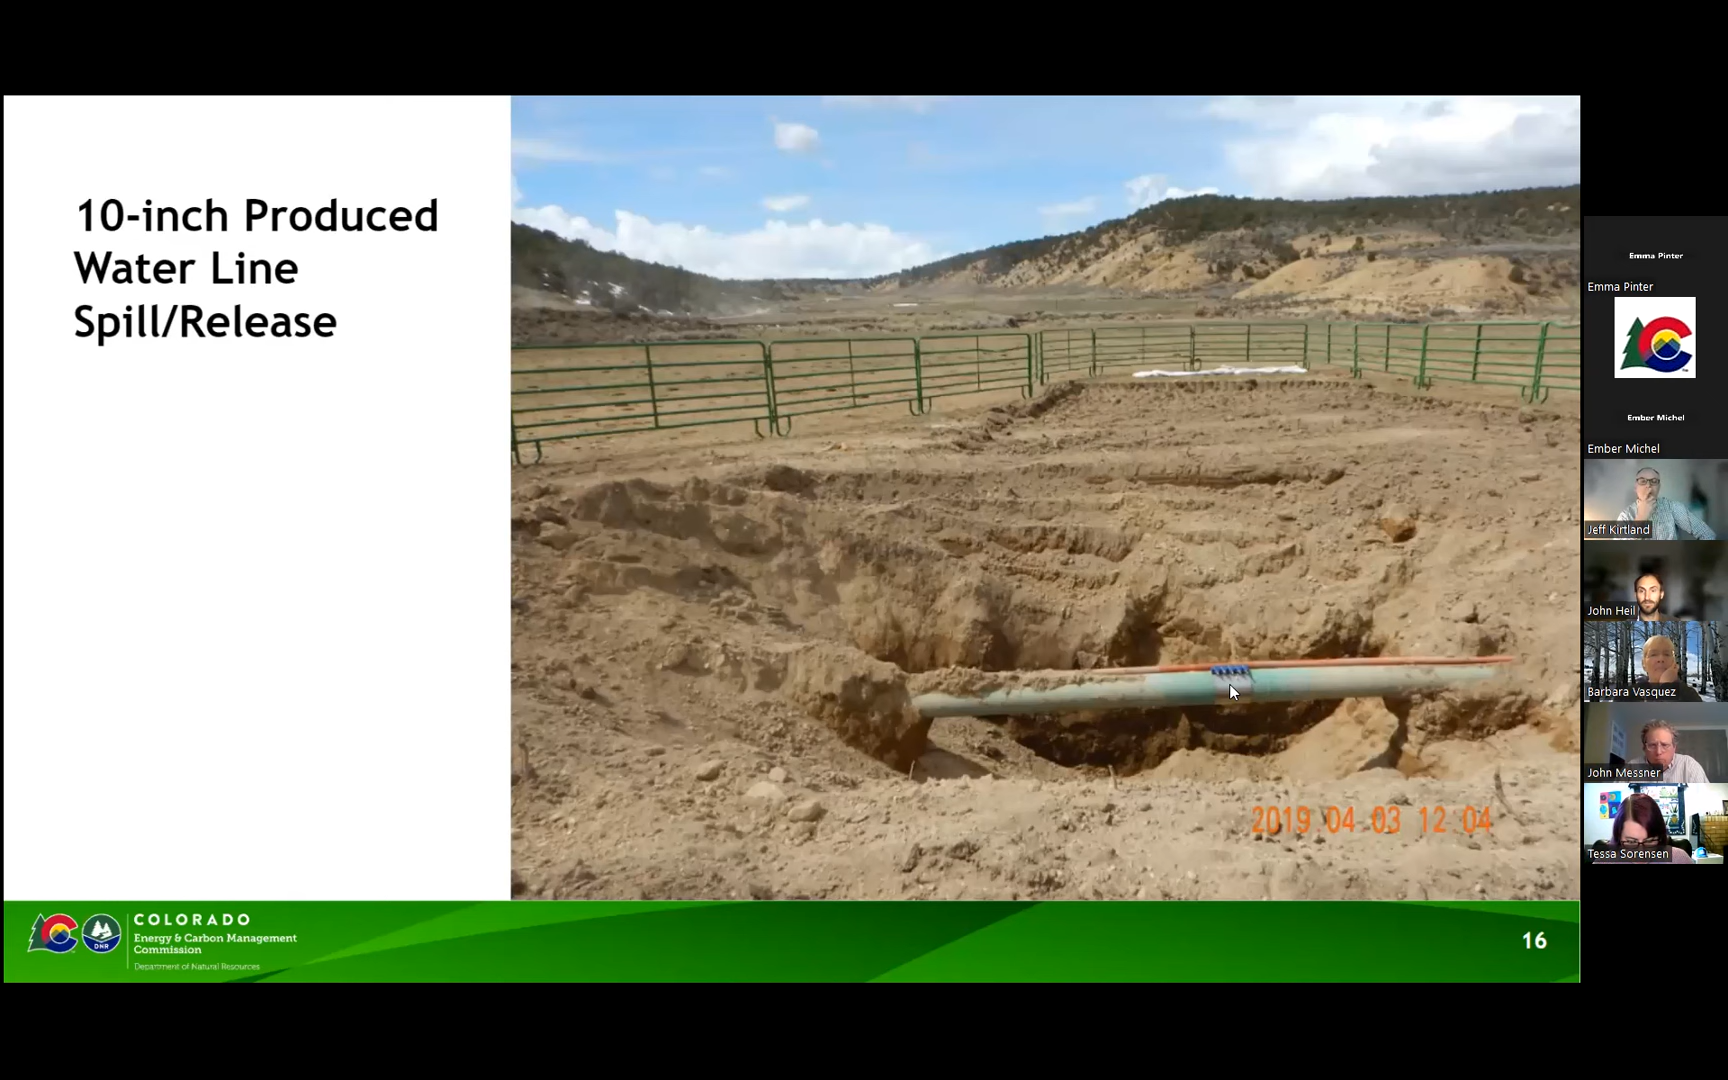 10-inch Produced
Water Line
Spill/Release
2019 04 03 12 04
COLORADO
Energy & Carbon Management
Commission
Department of Natural Resources
DNR
16
Emma Pinter
Emma Pinter
Ember Michel
Ember Michel
Jeff Kirtland
John Heil
Barbara Vasquez
John Messner
Tessa Sorensen